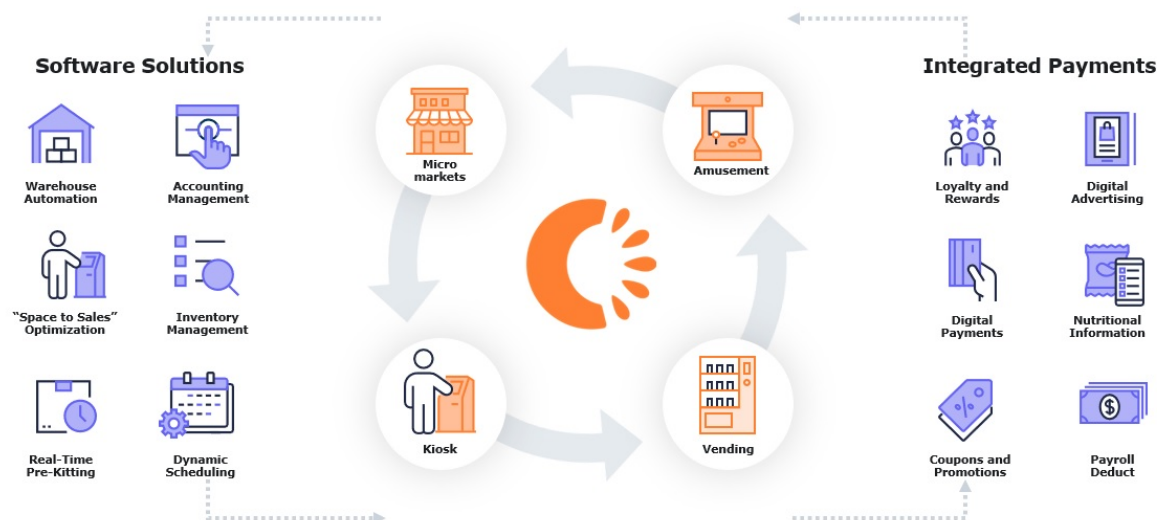 Software Solutions
Warehouse
Automation
Accounting
Management
“Space to Sales”
Optimization
Inventory
Management
Real-Time
Pre-Kitting
Dynamic
Scheduling
Micro
markets
Amusement
Kiosk
Vending
Integrated Payments
Loyalty and
Rewards
Digital
Advertising
Digital
Payments
Nutritional
Information
Coupons and
Promotions
Payroll
Deduct